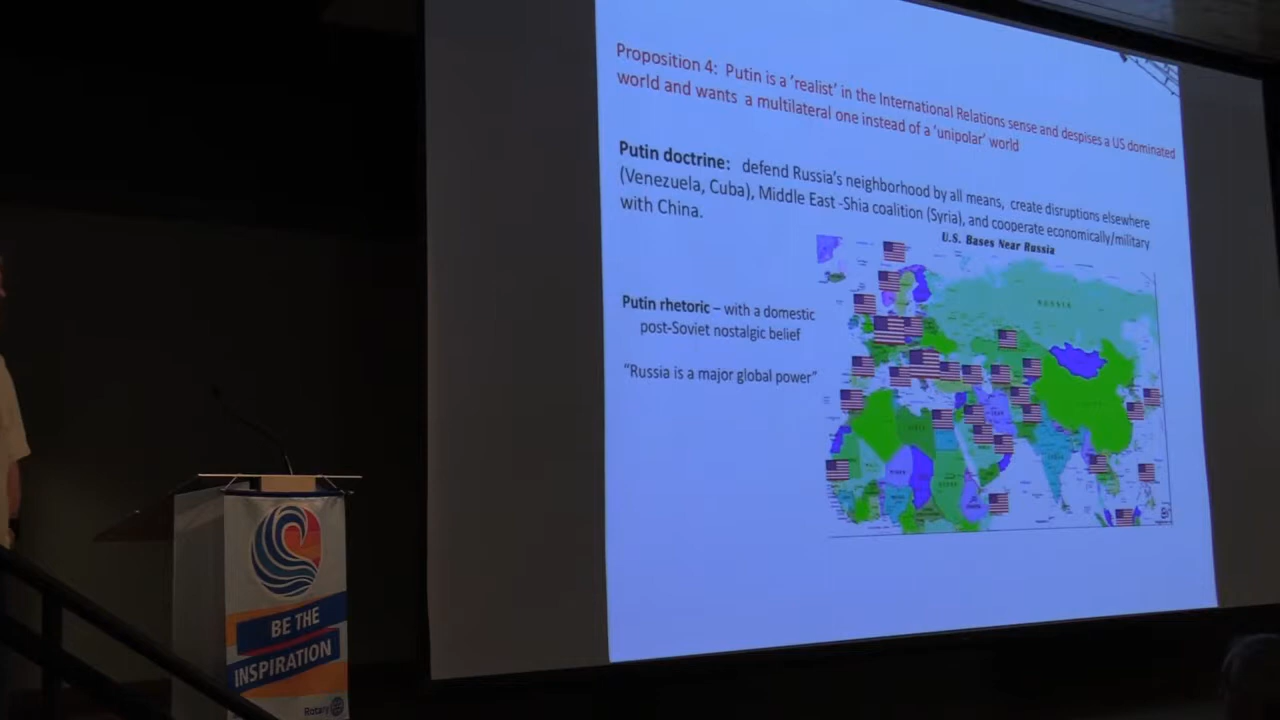 Proposition 4: Putin is a 'realist' in the International Relations sense and despises a US dominated
world and wants a multilateral one instead of a 'unipolar' world
Putin doctrine: defend Russia's neighborhood by all means, create disruptions elsewhere
(Venezuela, Cuba), Middle East -Shia coalition (Syria), and cooperate economically/military
with China.
U.S. Bases Near Russia
RUSSIA
Putin rhetoric – with a domestic
post-Soviet nostalgic belief
"Russia is a major global power"
BE THE
INSPIRATION
Rotary